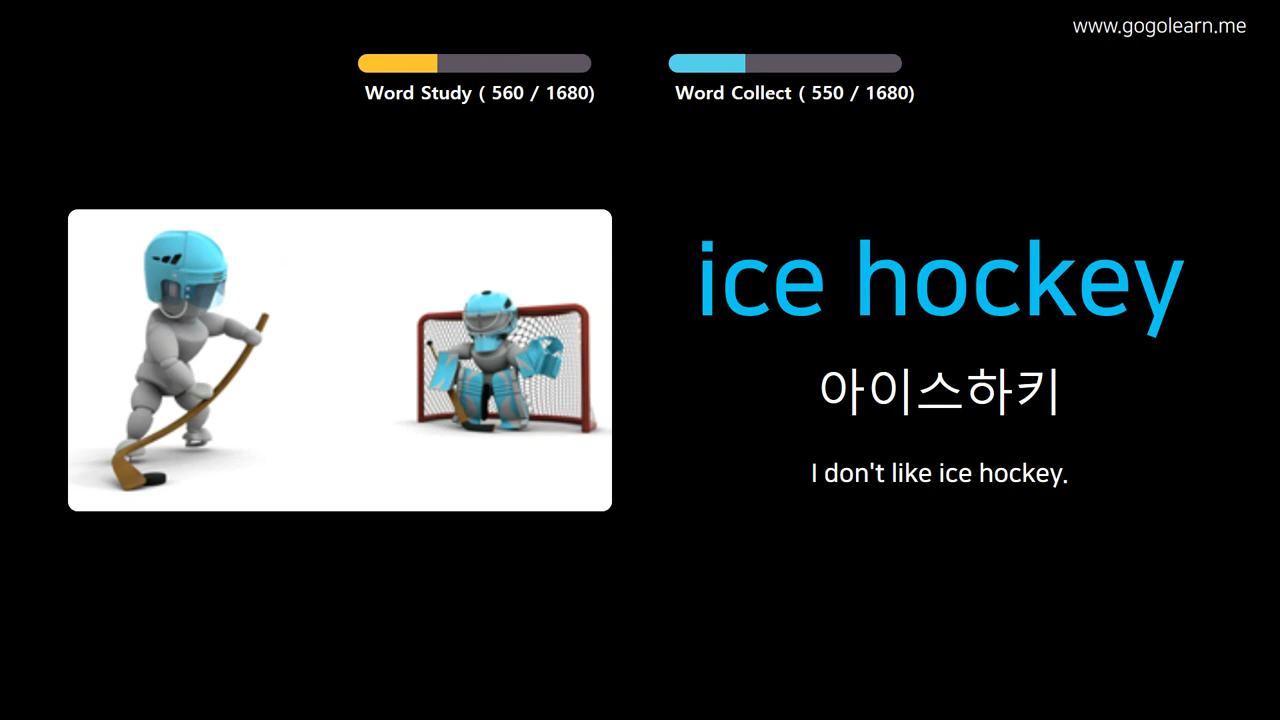 www.gogolearn.me
Word Study ( 560 / 1680)
Word Collect ( 550 / 1680)
ice hockey
아이스하키
I don't like ice hockey.